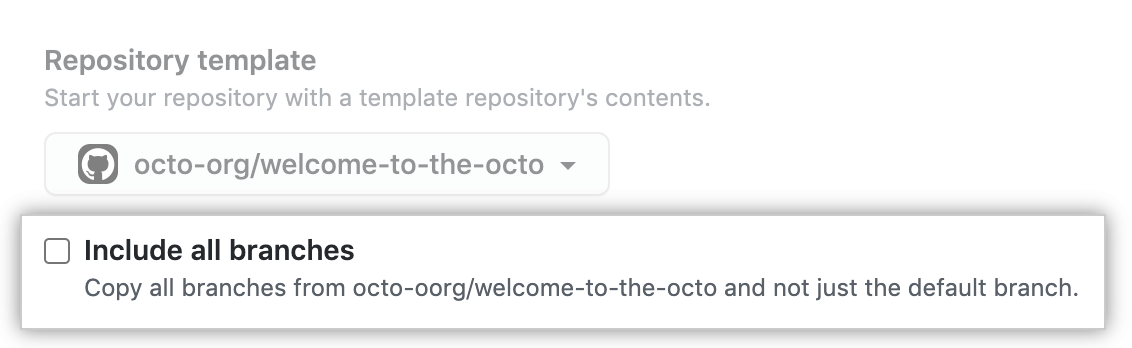 Repository template
Start your repository with a template repository's contents.
octo-org/welcome-to-the-octo
Include all branches
Copy all branches from octo-oorg/welcome-to-the-octo and not just the default branch.